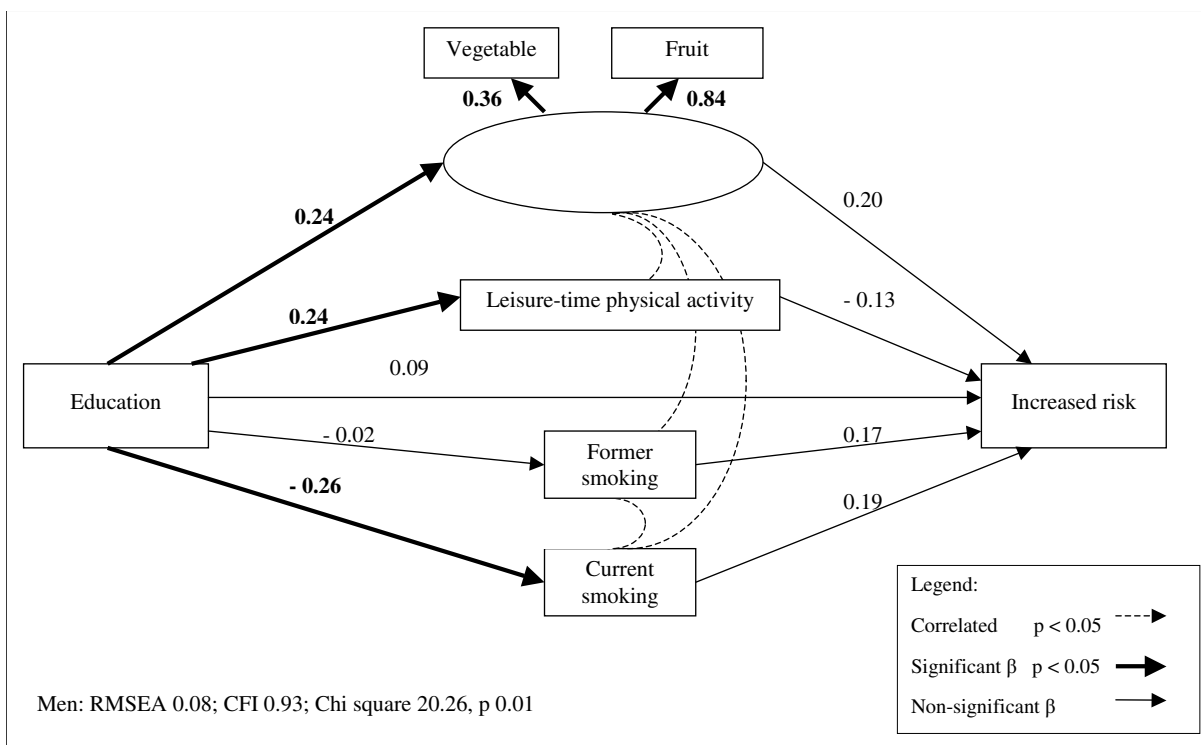 Vegetable
Fruit
0.36
0.84
0.24
0.20
Leisure-time physical activity
- 0.13
0.24
0.09
Education
Increased risk
- 0.02
Former
smoking
0.17
- 0.26
0.19
Current
smoking
Legend:
Correlated p < 0.05
Significant β p < 0.05
Non-significant β
Men: RMSEA 0.08; CFI 0.93; Chi square 20.26, p 0.01